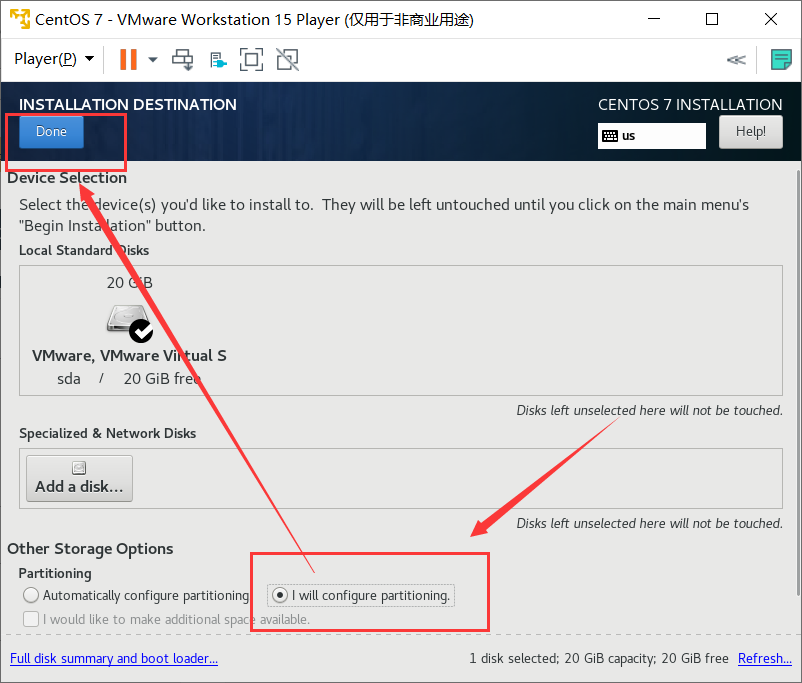 CentOS 7 - VMware Workstation 15 Player (仅用于非商业用途)
Player(P)
INSTALLATION DESTINATION
CENTOS 7 INSTALLATION
Done
us
Help!
Device Selection
Select the device(s) you'd like to install to.  They will be left untouched until you click on the main menu's
"Begin Installation" button.
Local Standard Disks
20 GiB
VMware, VMware Virtual S
sda / 20 GiB free
Disks left unselected here will not be touched.
Specialized & Network Disks
Add a disk...
Disks left unselected here will not be touched.
Other Storage Options
Partitioning
Automatically configure partitioning.
I will configure partitioning.
I would like to make additional space available.
Full disk summary and boot loader...
1 disk selected; 20 GiB capacity; 20 GiB free
Refresh...